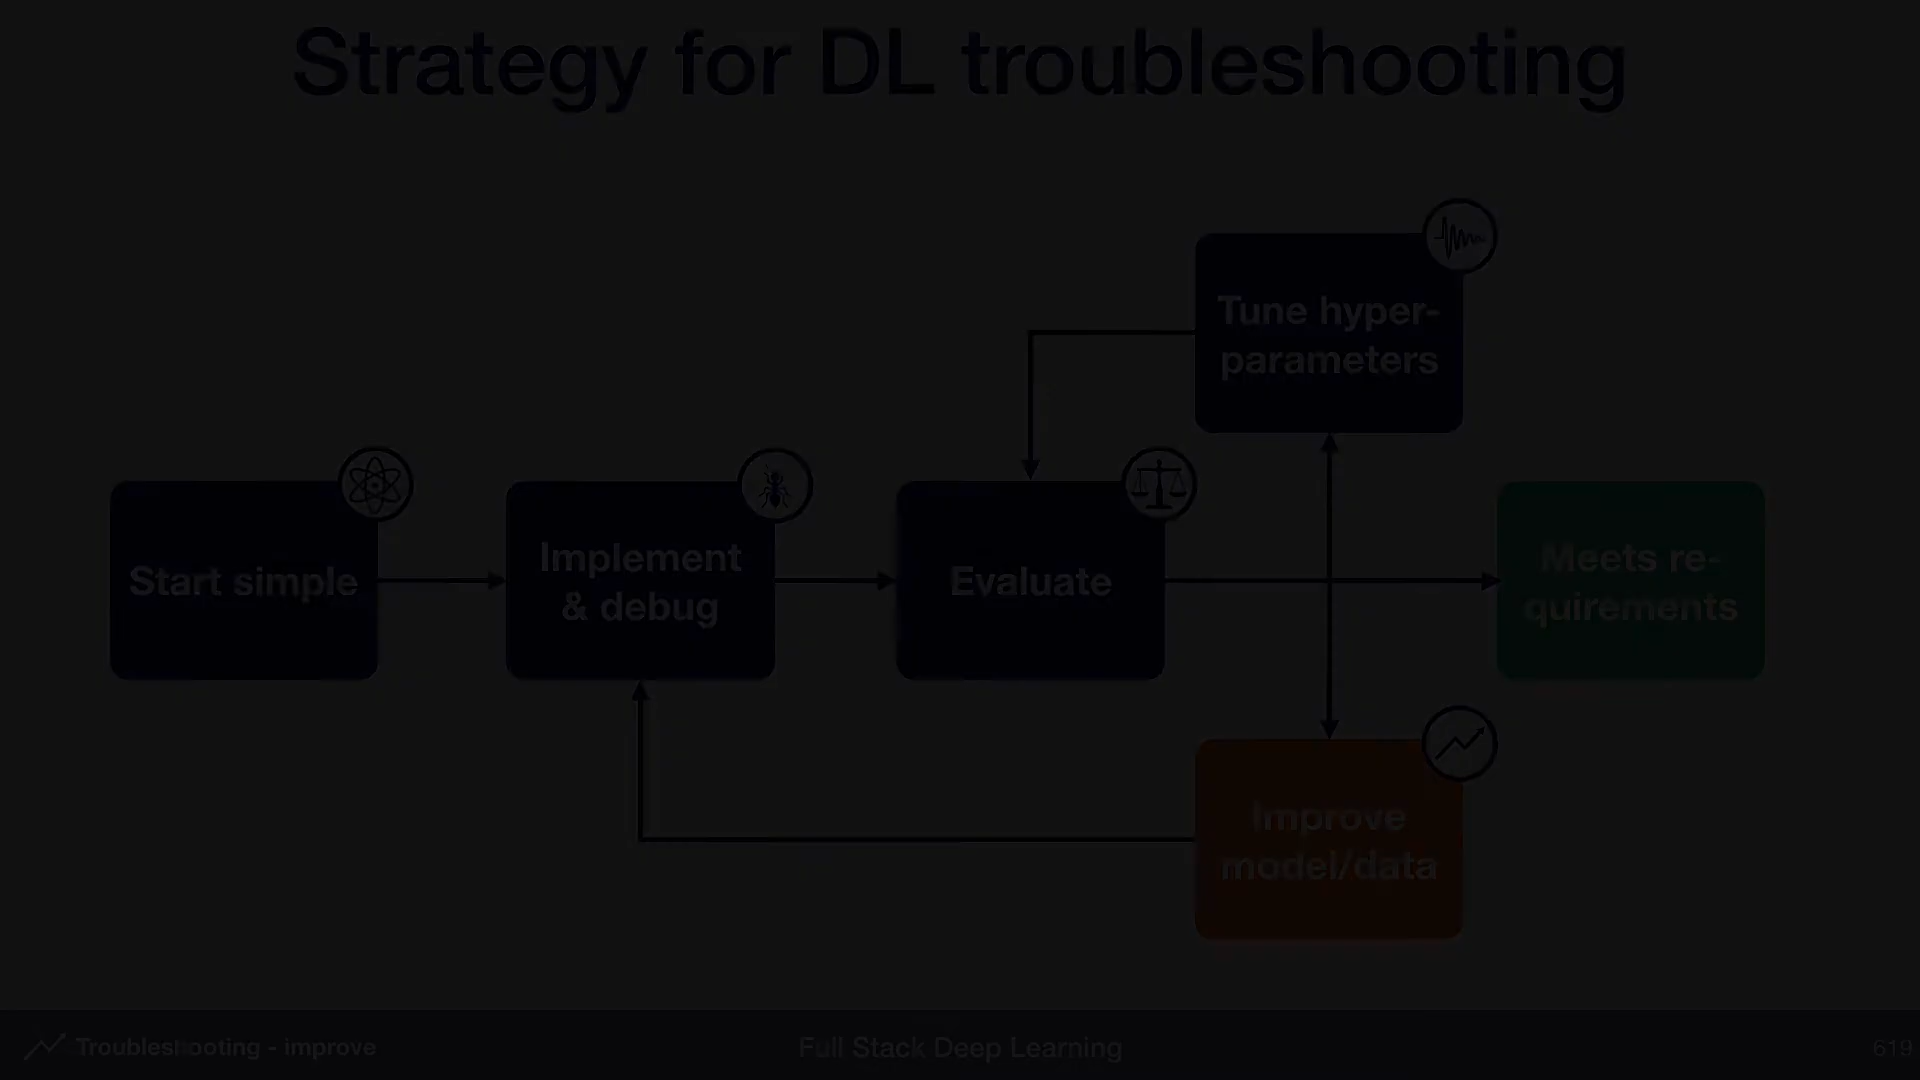 Strategy for DL troubleshooting
Tune hyper-
parameters
Start simple
Implement
& debug
Evaluate
Meets re-
quirements
Improve
model/data
Troubleshooting - improve
Full Stack Deep Learning
619